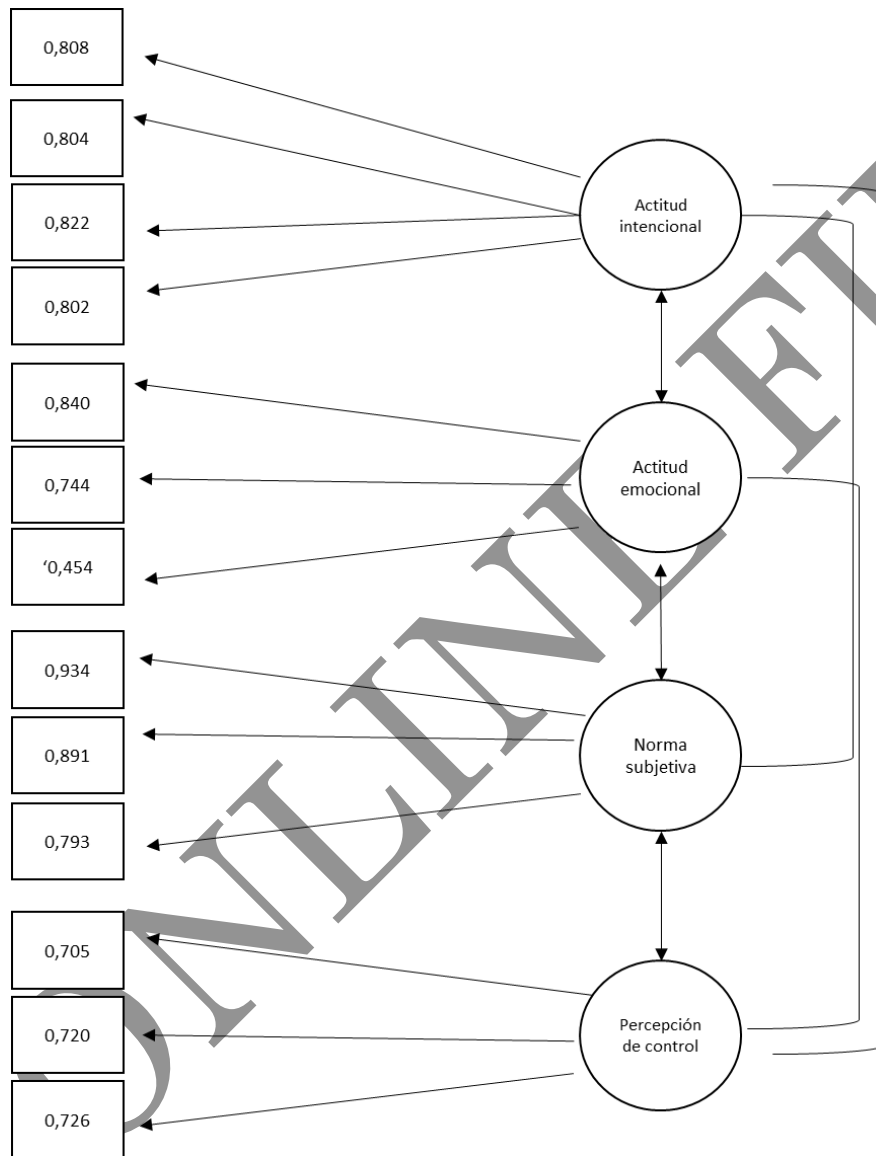 0,808
0,804
0,822
0,802
Actitud
intencional
0,840
0,744
‘0,454
Actitud
emocional
0,934
0,891
0,793
Norma
subjetiva
0,705
0,720
0,726
Percepción
de control